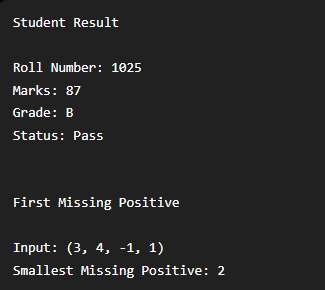 Student Result
Roll Number: 1025
Marks: 87
Grade: B
Status: Pass
First Missing Positive
Input: (3, 4, -1, 1)
Smallest Missing Positive: 2